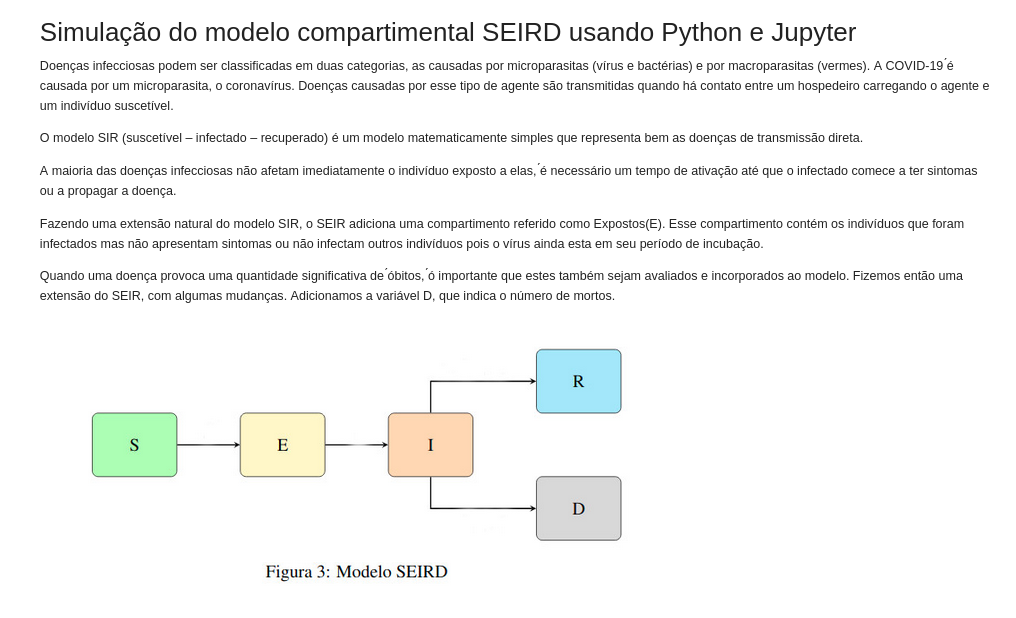 Simulação do modelo compartimental SEIRD usando Python e Jupyter
Doenças infecciosas podem ser classificadas em duas categorias, as causadas por microparasitas (vírus e bactérias) e por macroparasitas (vermes). A COVID-19 ́é
causada por um microparasita, o coronavírus. Doenças causadas por esse tipo de agente são transmitidas quando há contato entre um hospedeiro carregando o agente e
um indivíduo suscetível.
O modelo SIR (suscetível – infectado – recuperado) é um modelo matematicamente simples que representa bem as doenças de transmissão direta.
A maioria das doenças infecciosas não afetam imediatamente o indivíduo exposto a elas, ́é necessário um tempo de ativação até que o infectado comece a ter sintomas
ou a propagar a doença.
Fazendo uma extensão natural do modelo SIR, o SEIR adiciona uma compartimento referido como Expostos(E). Esse compartimento contém os indivíduos que foram
infectados mas não apresentam sintomas ou não infectam outros indivíduos pois o vírus ainda esta em seu período de incubação.
Quando uma doença provoca uma quantidade significativa de ́óbitos, ́ó importante que estes também sejam avaliados e incorporados ao modelo. Fizemos então uma
extensão do SEIR, com algumas mudanças. Adicionamos a variável D, que indica o número de mortos.
R
S
E
I
D
Figura 3: Modelo SEIRD